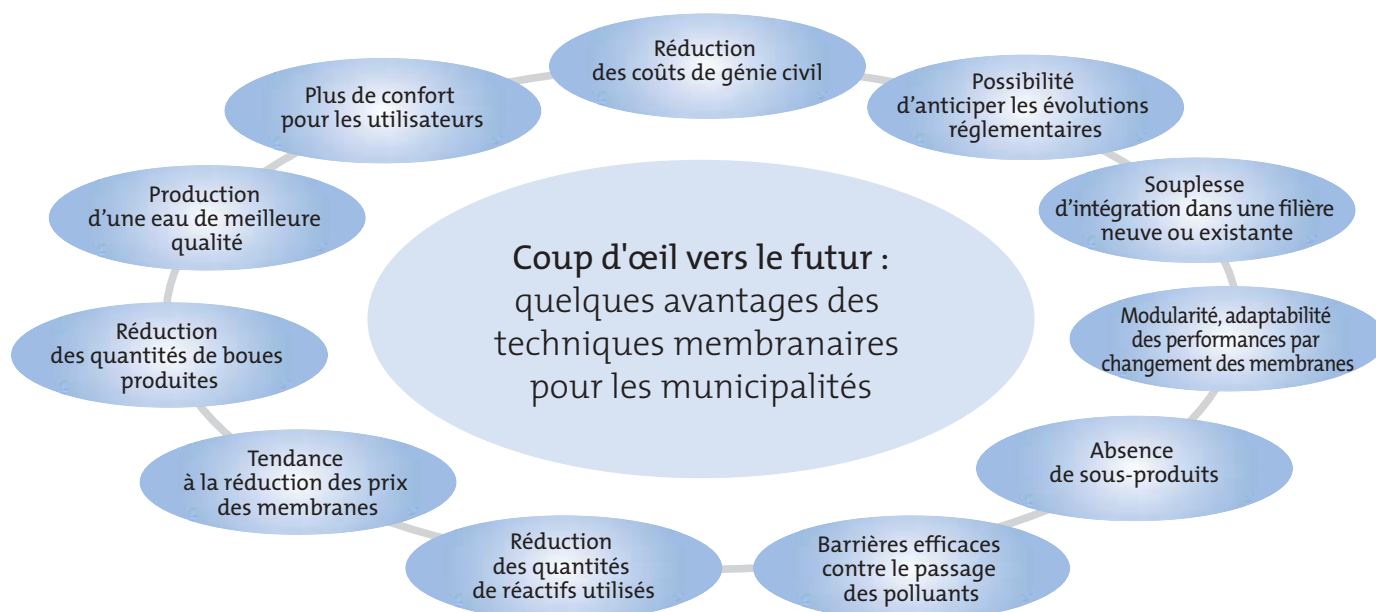 Réduction
des coûts de génie civil
Possibilité
d'anticiper les évolutions
réglementaires
Souplesse
d'intégration dans une filière
neuve ou existante
Modularité, adaptabilité
des performances par
changement des membranes
Absence
de sous-produits
Barrières efficaces
contre le passage
des polluants
Réduction
des quantités
de réactifs utilisés
Tendance
à la réduction des prix
des membranes
Réduction
des quantités de boues
produites
Production
d'une eau de meilleure
qualité
Plus de confort
pour les utilisateurs
Coup d'œil vers le futur :
quelques avantages des
techniques membranaires
pour les municipalités